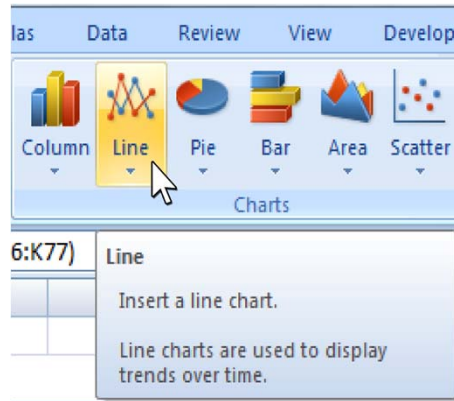 las Data Review View Develop
Column Line Pie Bar Area Scatter
Charts
6:K77)
Line
Insert a line chart.
Line charts are used to display
trends over time.